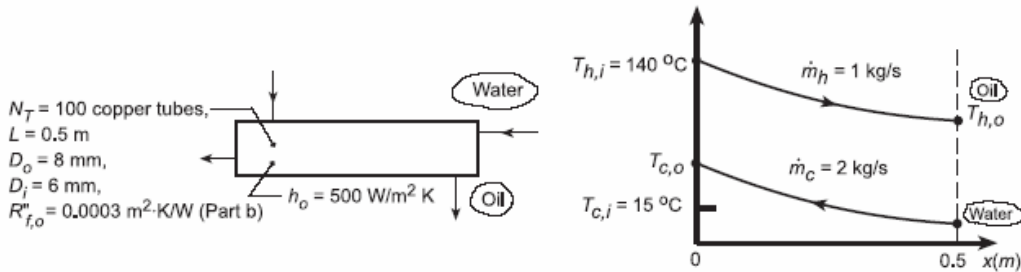 Water
N_T = 100 copper tubes,
L = 0.5 m
D_o = 8 mm,
D_i = 6 mm,
R"_f,o = 0.0003 m²·K/W (Part b)
h_o = 500 W/m² K
Oil
T_h,i = 140 °C
ṁ_h = 1 kg/s
Oil
T_h,o
T_c,o
ṁ_c = 2 kg/s
T_c,i = 15 °C
Water
0
0.5
x(m)